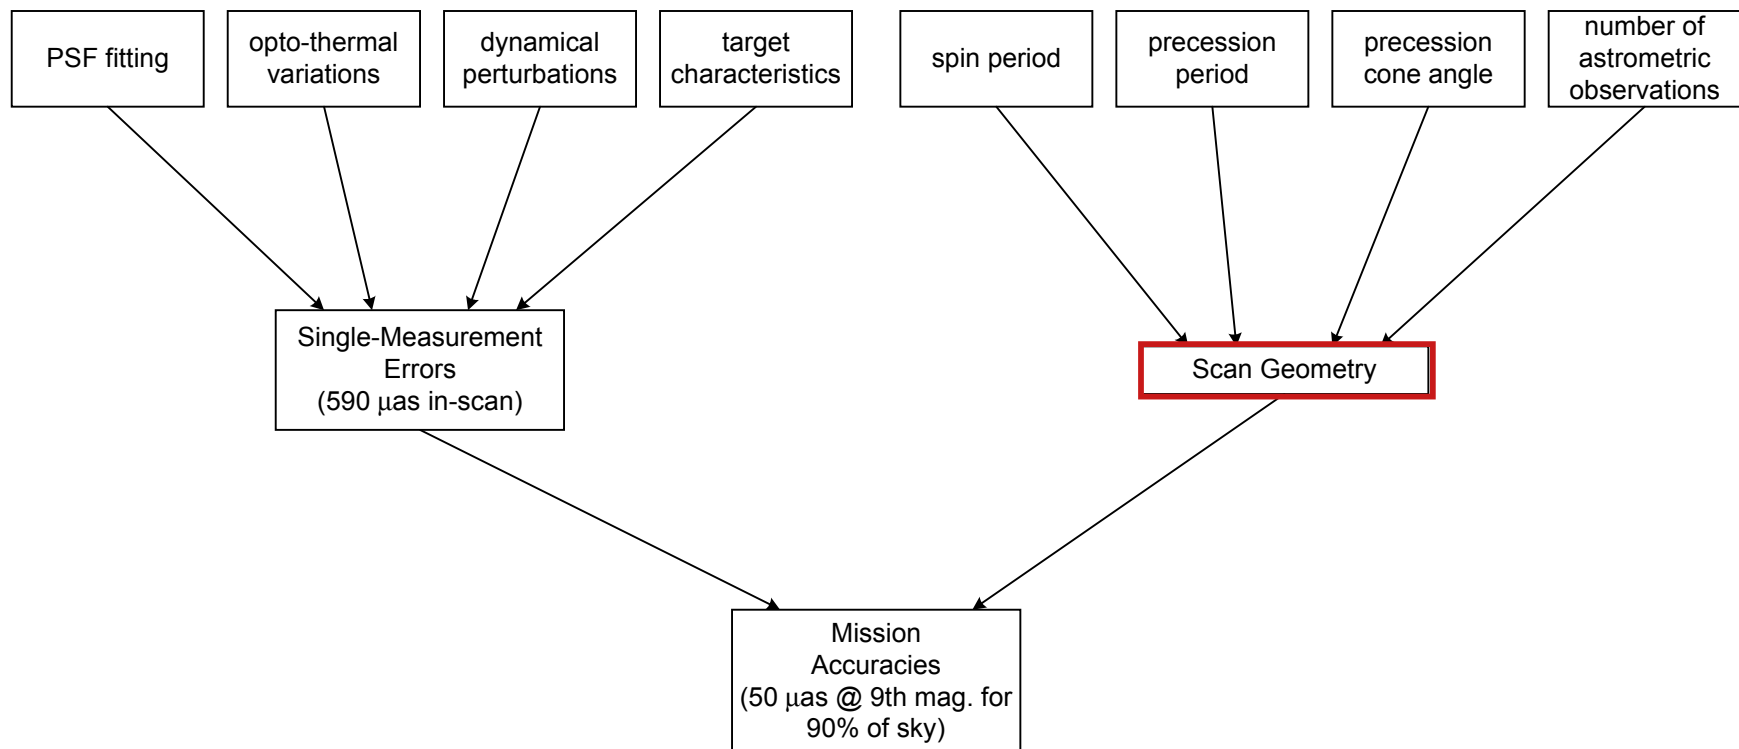 PSF fitting
opto-thermal
variations
dynamical
perturbations
target
characteristics
spin period
precession
period
precession
cone angle
number of
astrometric
observations
Single-Measurement
Errors
(590 μas in-scan)
Scan Geometry
Mission
Accuracies
(50 μas @ 9th mag. for
90% of sky)